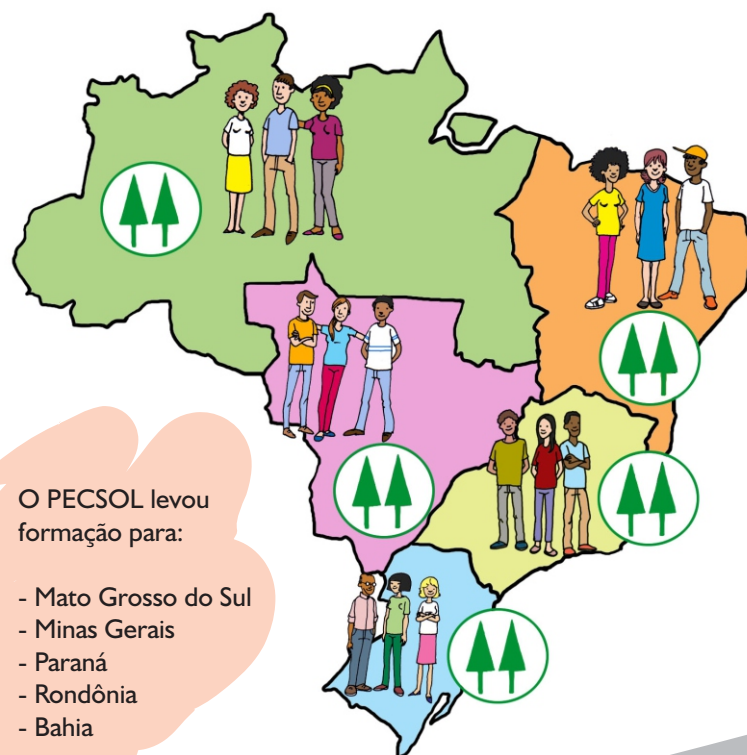 O PECSOL levou
formação para:
- Mato Grosso do Sul
- Minas Gerais
- Paraná
- Rondônia
- Bahia